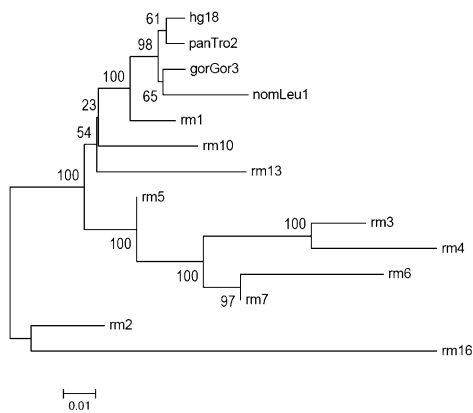 61
hg18
98
panTro2
gorGor3
100
65
nomLeu1
23
rm1
54
rm10
100
rm13
rm5
100
rm3
100
rm4
100
rm6
97
rm7
rm2
rm16
0.01